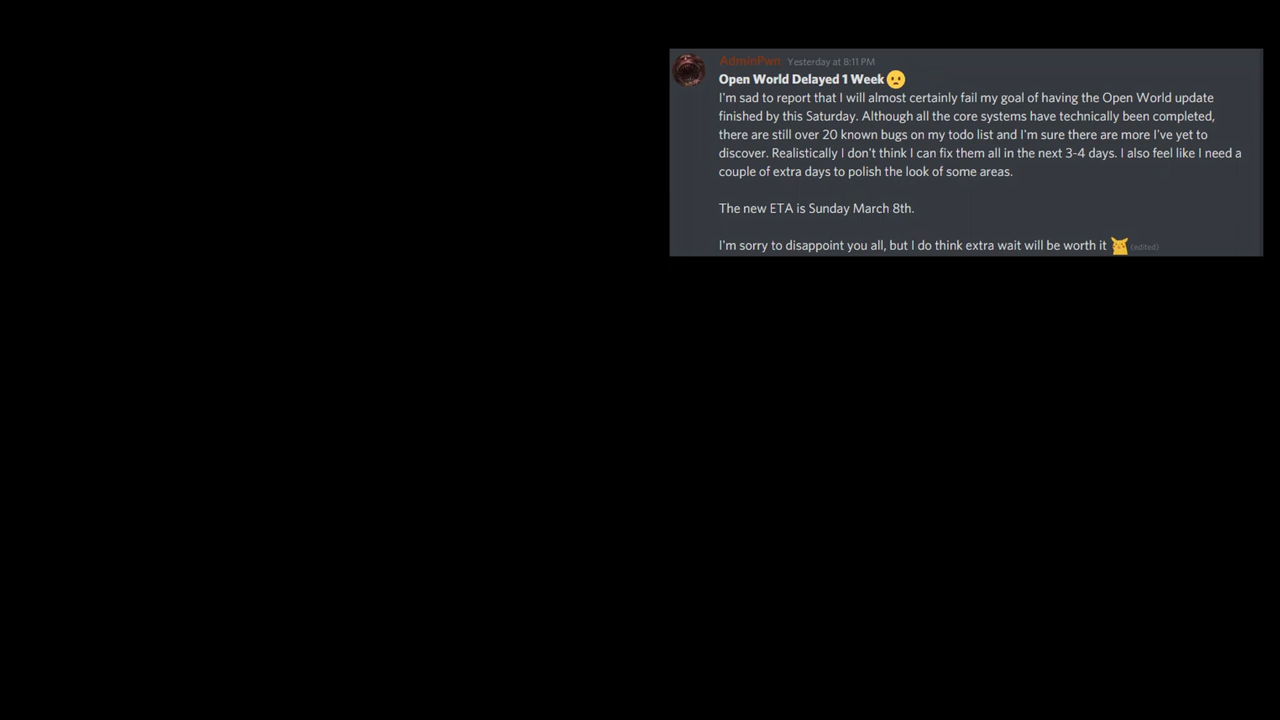 AdminPwn Yesterday at 8:11 PM
Open World Delayed 1 Week
I'm sad to report that I will almost certainly fail my goal of having the Open World update
finished by this Saturday. Although all the core systems have technically been completed,
there are still over 20 known bugs on my todo list and I'm sure there are more I've yet to
discover. Realistically I don't think I can fix them all in the next 3-4 days. I also feel like I need a
couple of extra days to polish the look of some areas.
The new ETA is Sunday March 8th.
I'm sorry to disappoint you all, but I do think extra wait will be worth it (edited)